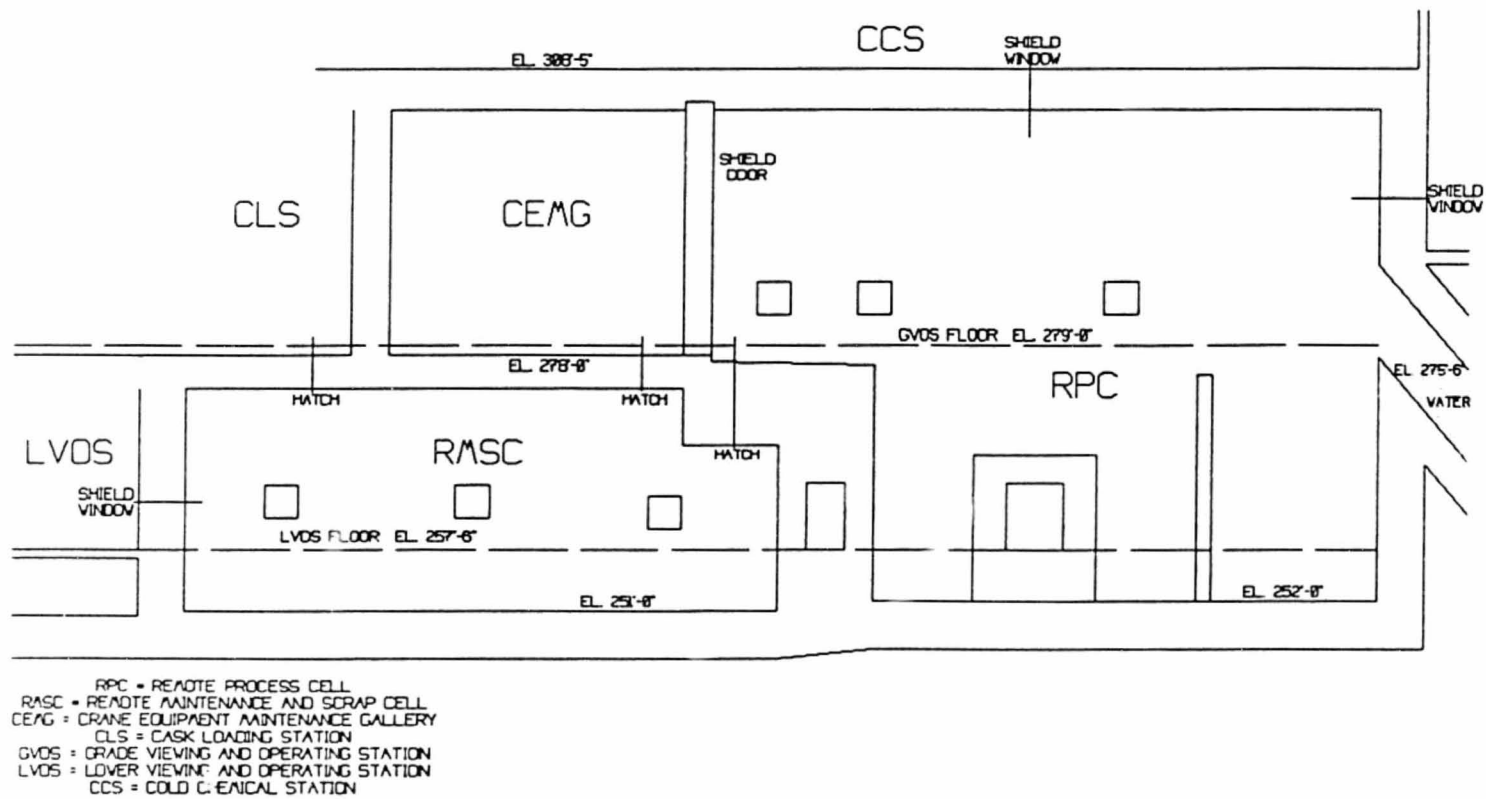 CCS
SHIELD
WINDOW
EL 308'-5"
SHIELD
DOOR
CLS
CEMG
SHIELD
WINDOW
GVOS FLOOR EL 279'-0"
EL 278'-0"
EL 275'-6"
HATCH
HATCH
RPC
WATER
LVOS
RMSC
HATCH
SHIELD
WINDOW
LVOS FLOOR EL 257'-6"
EL 251'-0"
EL 252'-0"
RPC = REMOTE PROCESS CELL
RMSC = REMOTE MAINTENANCE AND SCRAP CELL
CEMG = CRANE EQUIPMENT MAINTENANCE GALLERY
CLS = CASK LOADING STATION
GVOS = GRADE VIEWING AND OPERATING STATION
LVOS = LOWER VIEWING AND OPERATING STATION
CCS = COLD CHEMICAL STATION